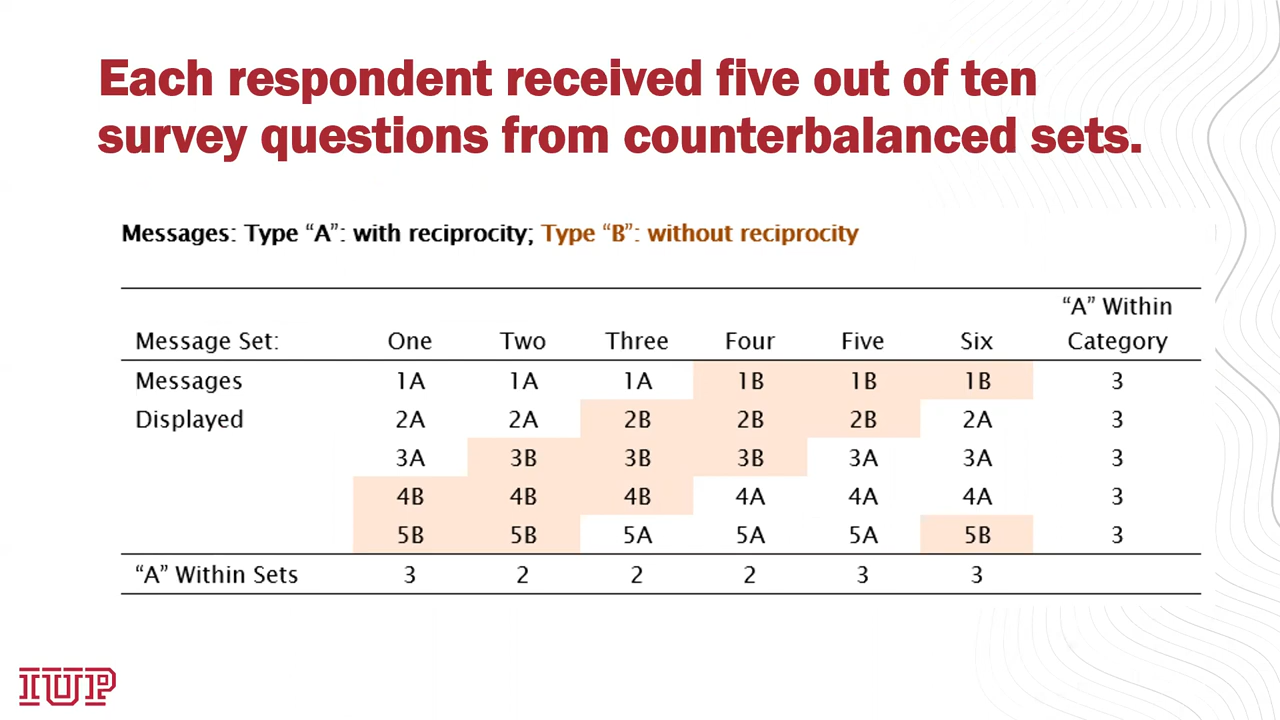 Each respondent received five out of ten
survey questions from counterbalanced sets.
Messages: Type “A”: with reciprocity; Type “B”: without reciprocity
“A” Within
Message Set: One Two Three Four Five Six Category
Messages 1A 1A 1A 1B 1B 1B 3
Displayed 2A 2A 2B 2B 2B 2A 3
3A 3B 3B 3B 3A 3A 3
4B 4B 4B 4A 4A 4A 3
5B 5B 5A 5A 5A 5B 3
“A” Within Sets 3 2 2 2 3 3
IUP